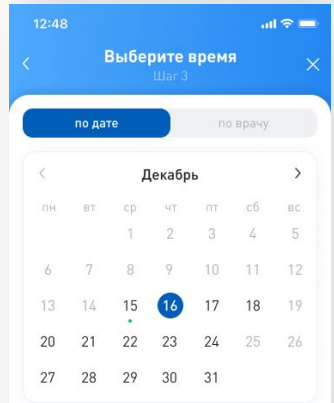 12:48
Выберите время
Шаг 3
по дате по врачу
Декабрь
пн вт ср чт пт сб вс
1 2 3 4 5
6 7 8 9 10 11 12
13 14 15 16 17 18 19
20 21 22 23 24 25 26
27 28 29 30 31